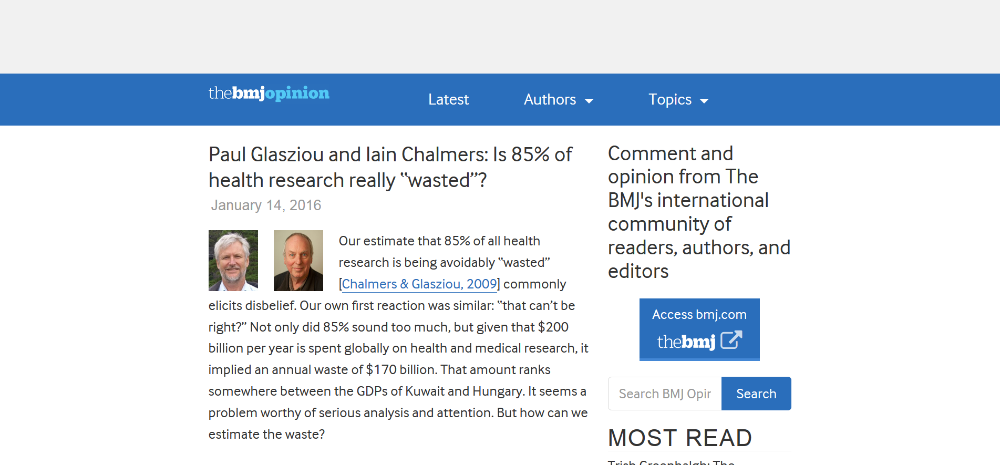 thebmjopinion
Latest
Authors
Topics
Paul Glasziou and Iain Chalmers: Is 85% of
health research really “wasted”?
January 14, 2016
Our estimate that 85% of all health
research is being avoidably “wasted”
[Chalmers & Glasziou, 2009] commonly
elicits disbelief. Our own first reaction was similar: “that can’t be
right?” Not only did 85% sound too much, but given that $200
billion per year is spent globally on health and medical research, it
implied an annual waste of $170 billion. That amount ranks
somewhere between the GDPs of Kuwait and Hungary. It seems a
problem worthy of serious analysis and attention. But how can we
estimate the waste?
Comment and
opinion from The
BMJ's international
community of
readers, authors, and
editors
Access bmj.com
thebmj
Search BMJ Opir
Search
MOST READ
Trish Greenhalgh: The